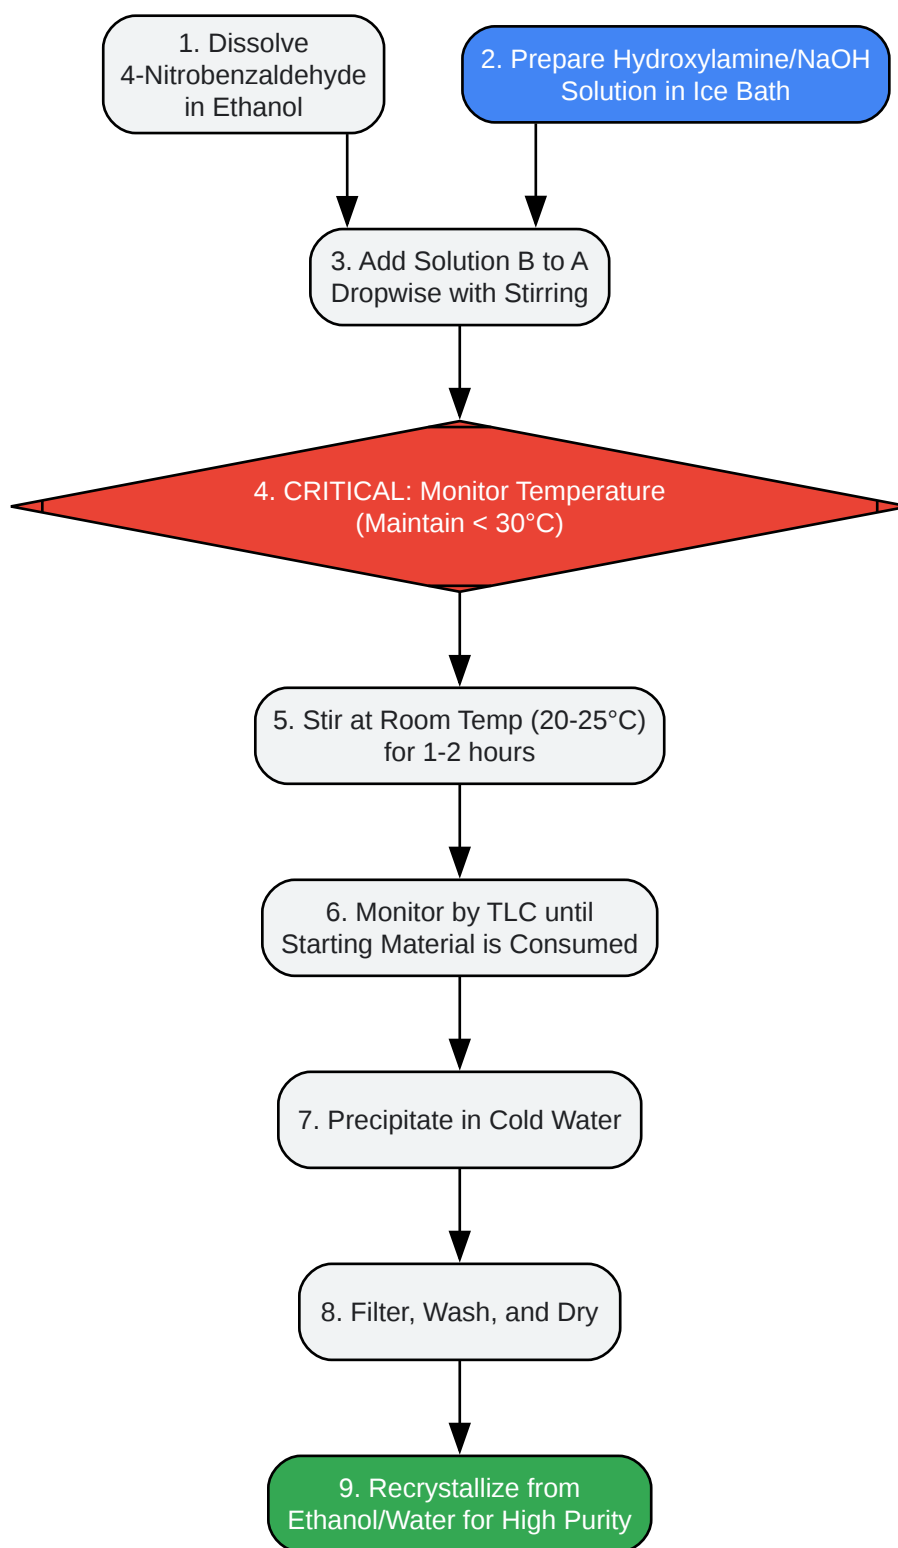 1. Dissolve
4-Nitrobenzaldehyde
in Ethanol
2. Prepare Hydroxylamine/NaOH
Solution in Ice Bath
3. Add Solution B to A
Dropwise with Stirring
4. CRITICAL: Monitor Temperature
(Maintain < 30°C)
5. Stir at Room Temp (20-25°C)
for 1-2 hours
6. Monitor by TLC until
Starting Material is Consumed
7. Precipitate in Cold Water
8. Filter, Wash, and Dry
9. Recrystallize from
Ethanol/Water for High Purity